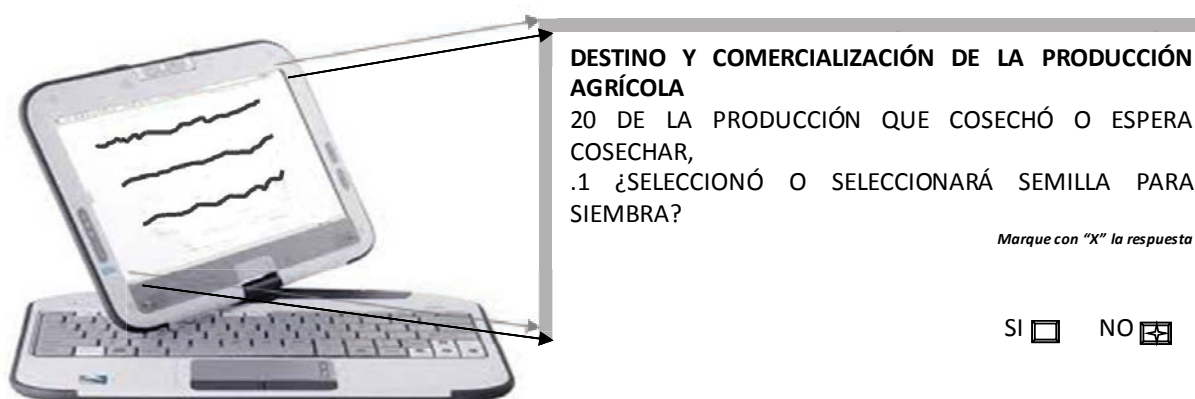 DESTINO Y COMERCIALIZACIÓN DE LA PRODUCCIÓN
AGRÍCOLA
20 DE LA PRODUCCIÓN QUE COSECHÓ O ESPERA
COSECHAR,
.1 ¿SELECCIONÓ O SELECCIONARÁ SEMILLA PARA
SIEMBRA?
Marque con “X” la respuesta
SI NO